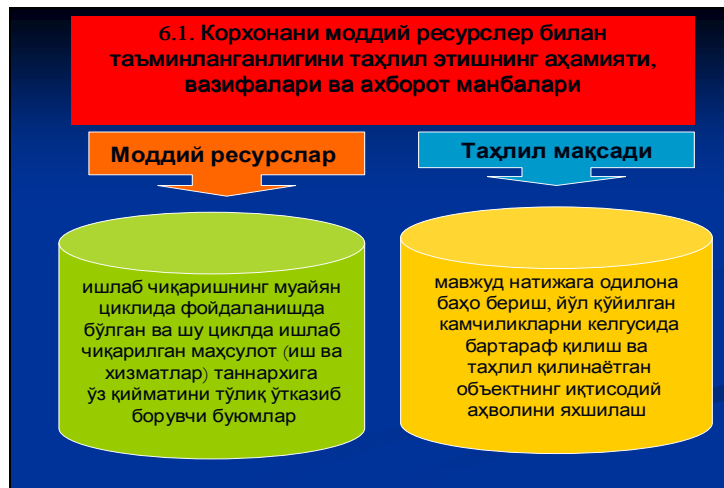 6.1. Корхонани моддий ресурслер билан
таъминланганлигини таҳлил этишнинг аҳамияти,
вазифалари ва ахборот манбалари
Моддий ресурслар
ишлаб чиқаришнинг муайян
циклида фойдаланишда
бўлган ва шу циклда ишлаб
чиқарилган маҳсулот (иш ва
хизматлар) таннархига
ўз қийматини тўлиқ ўтказиб
борувчи буюмлар
Таҳлил мақсади
мавжуд натижага одилона
баҳо бериш, йўл қўйилган
камчиликларни келгусида
бартараф қилиш ва
таҳлил қилинаётган
объектнинг иқтисодий
аҳволини яхшилаш